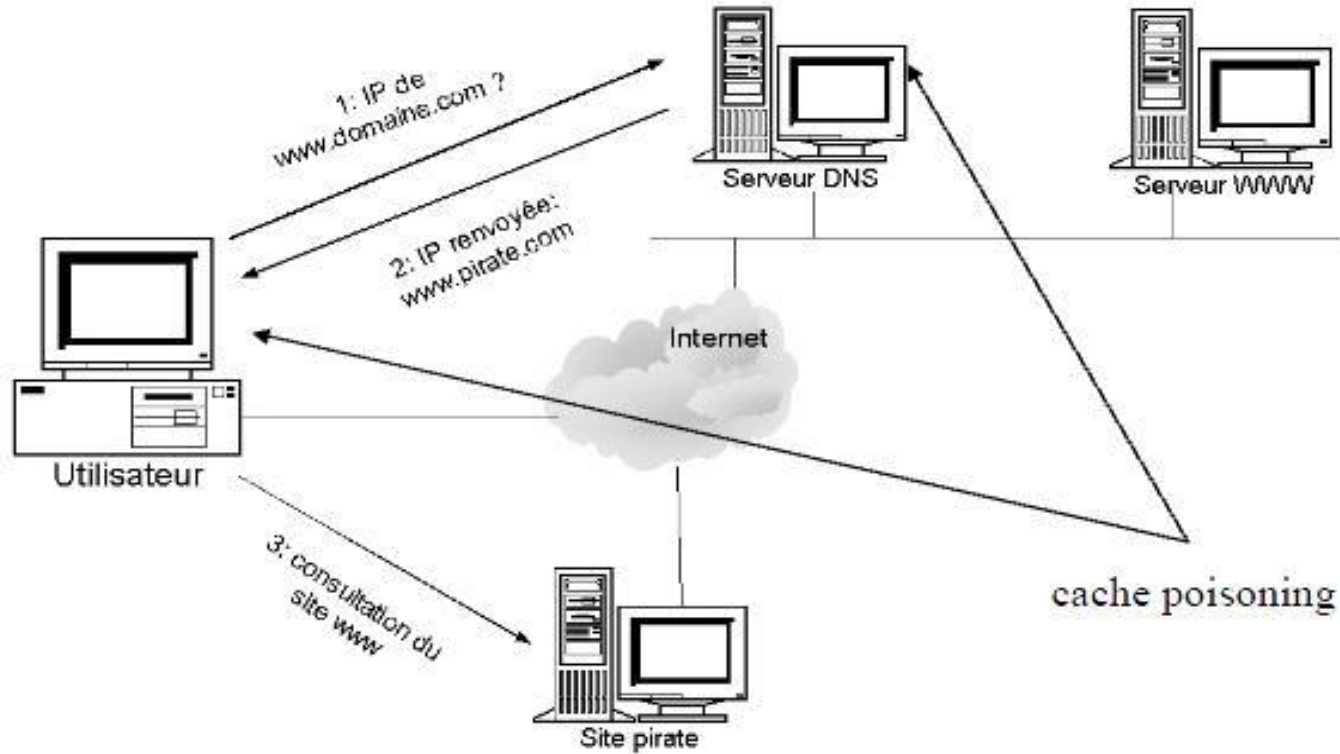 1: IP de
www.domaine.com ?
2: IP renvoyée:
www.pirate.com
Serveur DNS
Serveur WWW
Internet
Utilisateur
3: consultation du
site www
cache poisoning
Site pirate